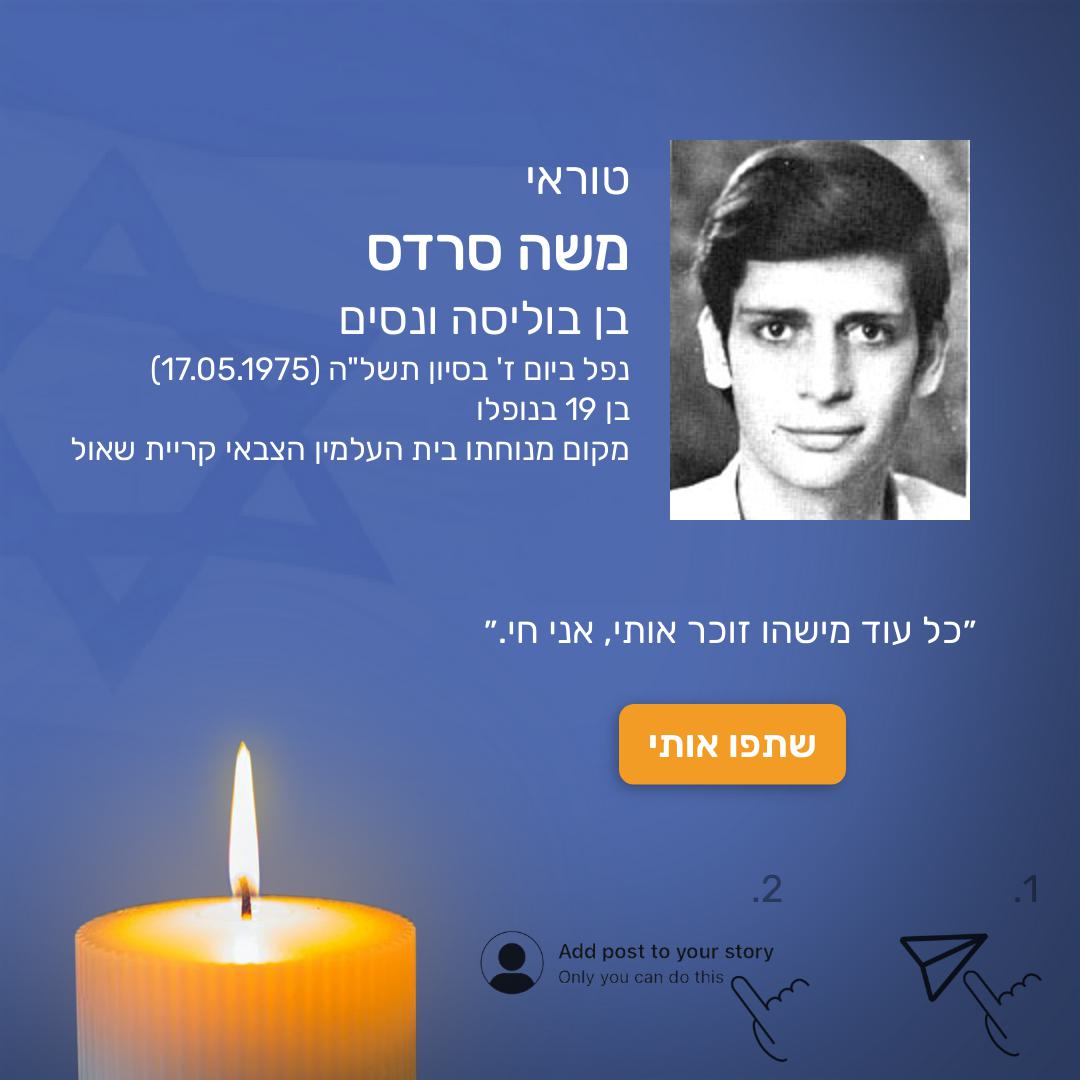 טוראי
משה סרדס
בן בוליסה ונסים
נפל ביום ז' בסיון תשל"ה (17.05.1975)
בן 19 בנופלו
מקום מנוחתו בית העלמין הצבאי קריית שאול
״כל עוד מישהו זוכר אותי, אני חי.״
שתפו אותי
.1
.2
Add post to your story
Only you can do this